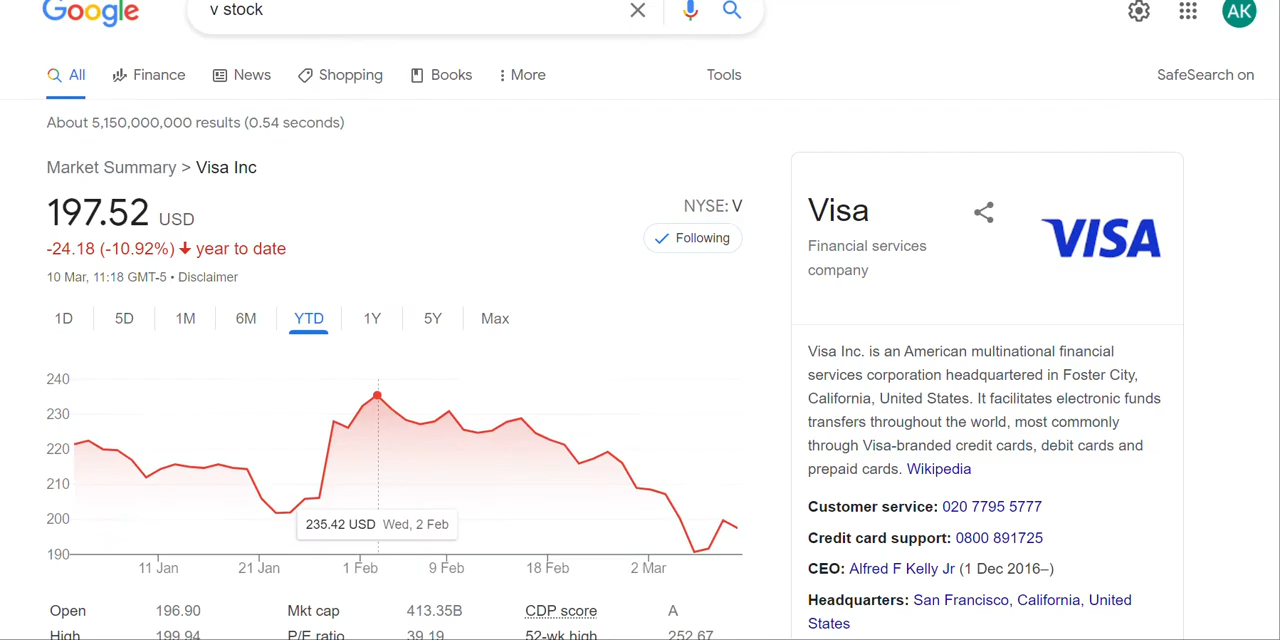 Google
v stock
AK
All
Finance
News
Shopping
Books
More
Tools
SafeSearch on
About 5,150,000,000 results (0.54 seconds)
Market Summary > Visa Inc
197.52 USD
NYSE: V
-24.18 (-10.92%) year to date
Following
10 Mar, 11:18 GMT-5 • Disclaimer
1D
5D
1M
6M
YTD
1Y
5Y
Max
240
230
220
210
200
190
235.42 USD Wed, 2 Feb
11 Jan
21 Jan
1 Feb
9 Feb
18 Feb
2 Mar
Open 196.90
Mkt cap 413.35B
CDP score A
High 199.94
P/E ratio 39.19
52-wk high 252.67
Visa
Financial services
company
VISA
Visa Inc. is an American multinational financial
services corporation headquartered in Foster City,
California, United States. It facilitates electronic funds
transfers throughout the world, most commonly
through Visa-branded credit cards, debit cards and
prepaid cards. Wikipedia
Customer service: 020 7795 5777
Credit card support: 0800 891725
CEO: Alfred F Kelly Jr (1 Dec 2016–)
Headquarters: San Francisco, California, United
States